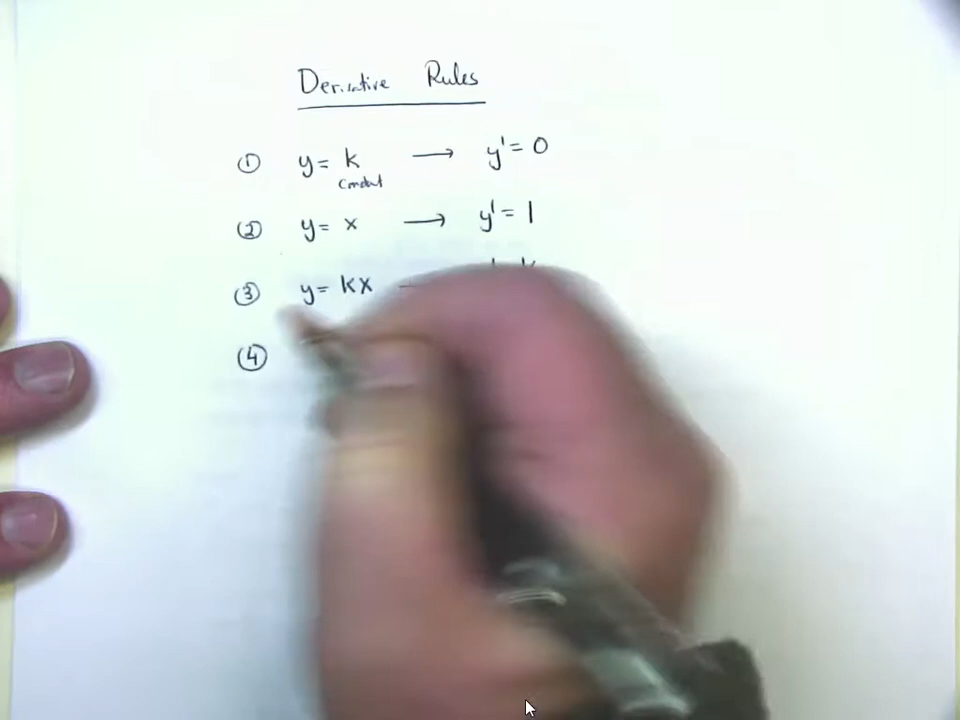 Derivative Rules
① y = k → y' = 0
constant
② y = x → y' = 1
③ y = kx
④